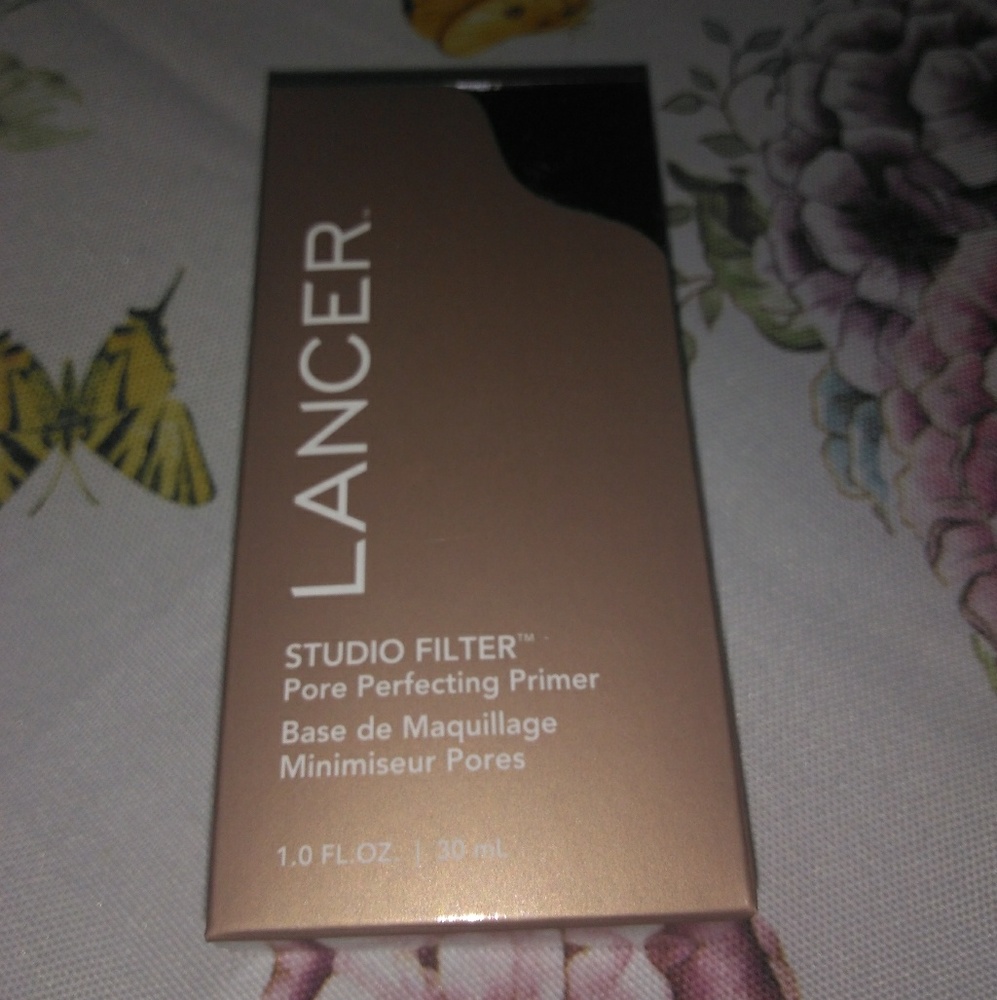 LANCER
STUDIO FILTER™
Pore Perfecting Primer
Base de Maquillage
Minimiseur Pores
1.0 FL.OZ. | 30 mL